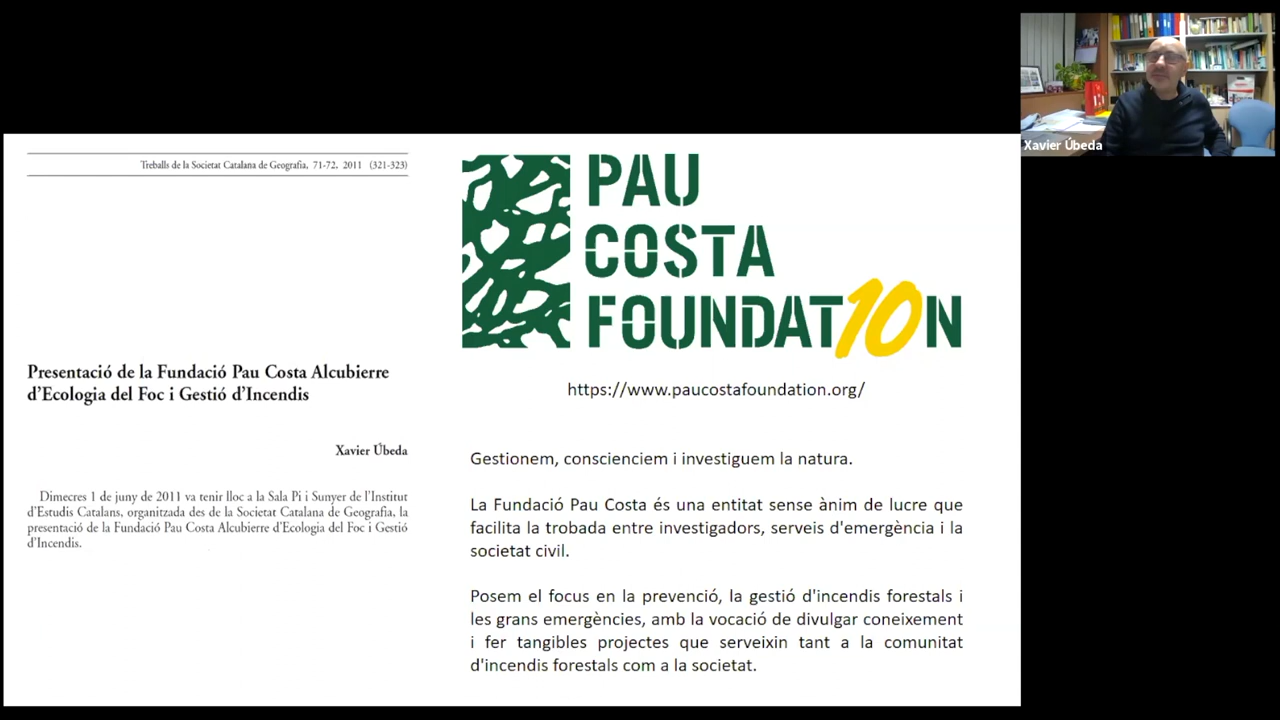 Treballs de la Societat Catalana de Geografia, 71-72, 2011 (321-323)
Presentació de la Fundació Pau Costa Alcubierre
d'Ecologia del Foc i Gestió d'Incendis
Xavier Úbeda
Dimecres 1 de juny de 2011 va tenir lloc a la Sala Pi i Sunyer de l'Institut
d'Estudis Catalans, organitzada des de la Societat Catalana de Geografia, la
presentació de la Fundació Pau Costa Alcubierre d'Ecologia del Foc i Gestió
d'Incendis.
PAU
COSTA
FOUNDAT10N
https://www.paucostafoundation.org/
Gestionem, conscienciem i investiguem la natura.
La Fundació Pau Costa és una entitat sense ànim de lucre que
facilita la trobada entre investigadors, serveis d'emergència i la
societat civil.
Posem el focus en la prevenció, la gestió d'incendis forestals i
les grans emergències, amb la vocació de divulgar coneixement
i fer tangibles projectes que serveixin tant a la comunitat
d'incendis forestals com a la societat.
Xavier Úbeda